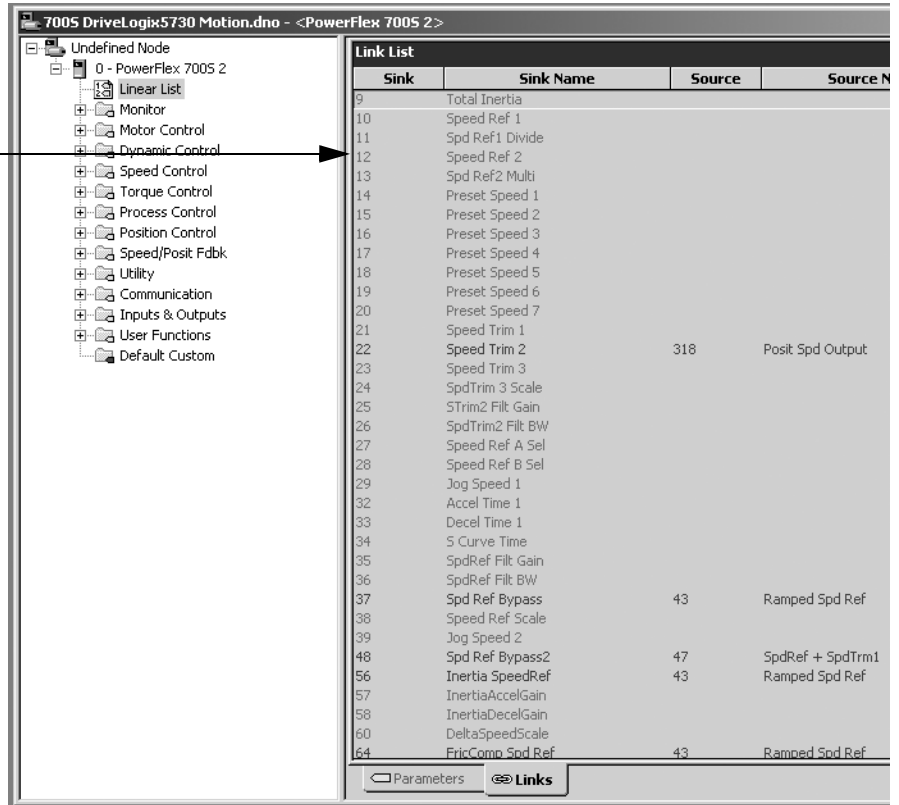 700S DriveLogix5730 Motion.dno - <PowerFlex 700S 2>
Undefined Node
0 - PowerFlex 700S 2
Linear List
Monitor
Motor Control
Dynamic Control
Speed Control
Torque Control
Process Control
Position Control
Speed/Posit Fdbk
Utility
Communication
Inputs & Outputs
User Functions
Default Custom
Link List
Sink Sink Name Source Source N
9 Total Inertia
10 Speed Ref 1
11 Spd Ref1 Divide
12 Speed Ref 2
13 Spd Ref2 Multi
14 Preset Speed 1
15 Preset Speed 2
16 Preset Speed 3
17 Preset Speed 4
18 Preset Speed 5
19 Preset Speed 6
20 Preset Speed 7
21 Speed Trim 1
22 Speed Trim 2 318 Posit Spd Output
23 Speed Trim 3
24 SpdTrim 3 Scale
25 STrim2 Filt Gain
26 SpdTrim2 Filt BW
27 Speed Ref A Sel
28 Speed Ref B Sel
29 Jog Speed 1
32 Accel Time 1
33 Decel Time 1
34 S Curve Time
35 SpdRef Filt Gain
36 SpdRef Filt BW
37 Spd Ref Bypass 43 Ramped Spd Ref
38 Speed Ref Scale
39 Jog Speed 2
48 Spd Ref Bypass2 47 SpdRef + SpdTrm1
56 Inertia SpeedRef 43 Ramped Spd Ref
57 InertiaAccelGain
58 InertiaDecelGain
60 DeltaSpeedScale
64 FricComp Spd Ref 43 Ramped Spd Ref
Parameters Links